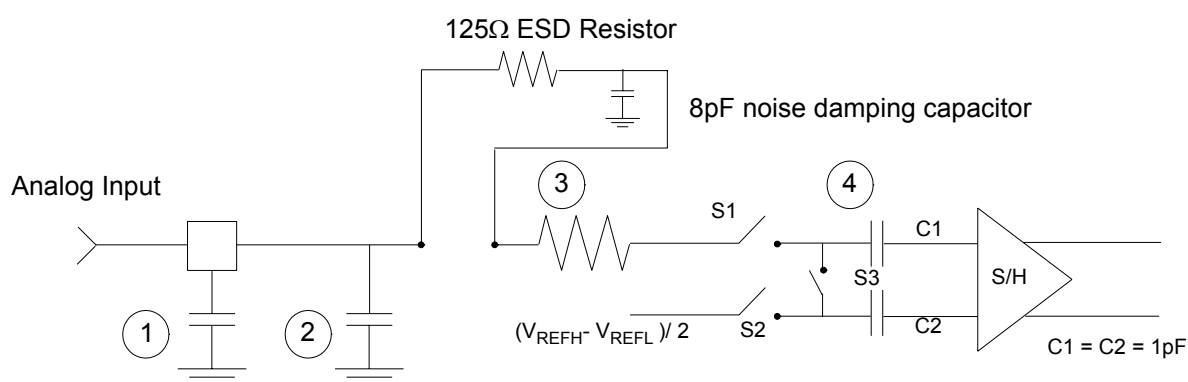 125Ω ESD Resistor
8pF noise damping capacitor
Analog Input
3
4
S1
C1
S3
S/H
1
2
(VREFH- VREFL )/ 2
S2
C2
C1 = C2 = 1pF